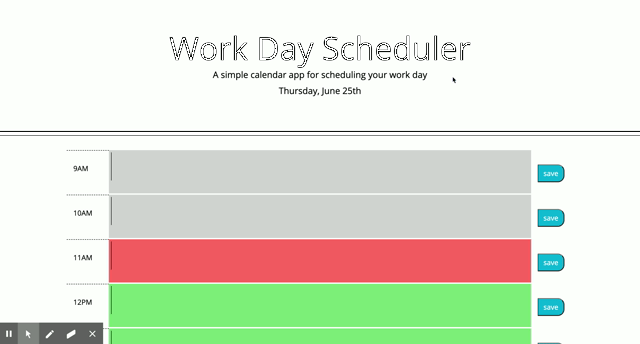 Work Day Scheduler
A simple calendar app for scheduling your work day
Thursday, June 25th
9AM
save
10AM
save
11AM
save
12PM
save